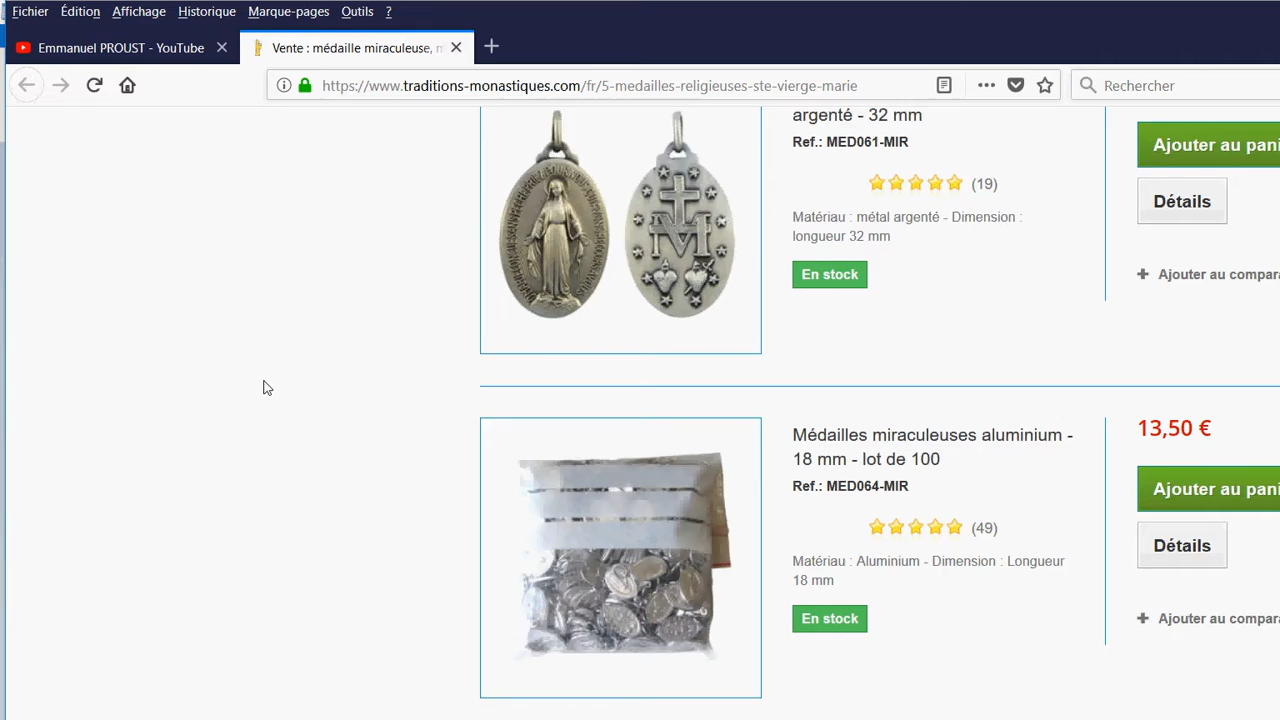 Fichier Édition Affichage Historique Marque-pages Outils ?
Emmanuel PROUST - YouTube
Vente : médaille miraculeuse, m
https://www.traditions-monastiques.com/fr/5-medailles-religieuses-ste-vierge-marie
Rechercher
argenté - 32 mm
Ref.: MED061-MIR
(19)
Matériau : métal argenté - Dimension :
longueur 32 mm
En stock
Ajouter au pani
Détails
Ajouter au compara
Médailles miraculeuses aluminium -
18 mm - lot de 100
Ref.: MED064-MIR
(49)
Matériau : Aluminium - Dimension : Longueur
18 mm
En stock
13,50 €
Ajouter au pani
Détails
Ajouter au compara